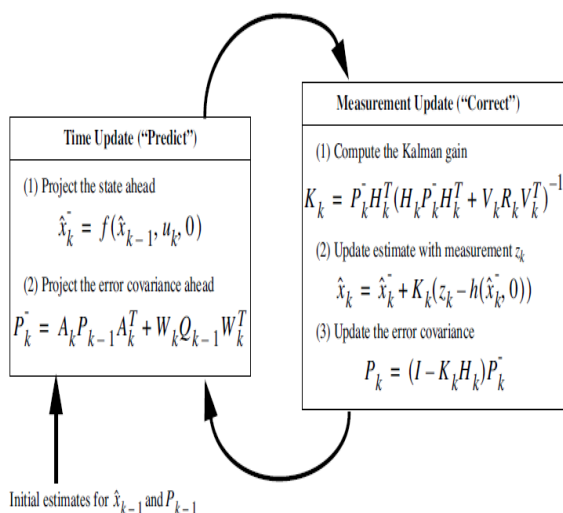 Time Update (“Predict”)
(1) Project the state ahead
x̂ₖ⁻ = f(x̂ₖ₋₁, uₖ, 0)
(2) Project the error covariance ahead
Pₖ⁻ = AₖPₖ₋₁Aₖᵀ + WₖQₖ₋₁Wₖᵀ
Measurement Update (“Correct”)
(1) Compute the Kalman gain
Kₖ = Pₖ⁻Hₖᵀ(HₖPₖ⁻Hₖᵀ + VₖRₖVₖᵀ)⁻¹
(2) Update estimate with measurement zₖ
x̂ₖ = x̂ₖ⁻ + Kₖ(zₖ – h(x̂ₖ⁻, 0))
(3) Update the error covariance
Pₖ = (I – KₖHₖ)Pₖ⁻
Initial estimates for x̂ₖ₋₁ and Pₖ₋₁